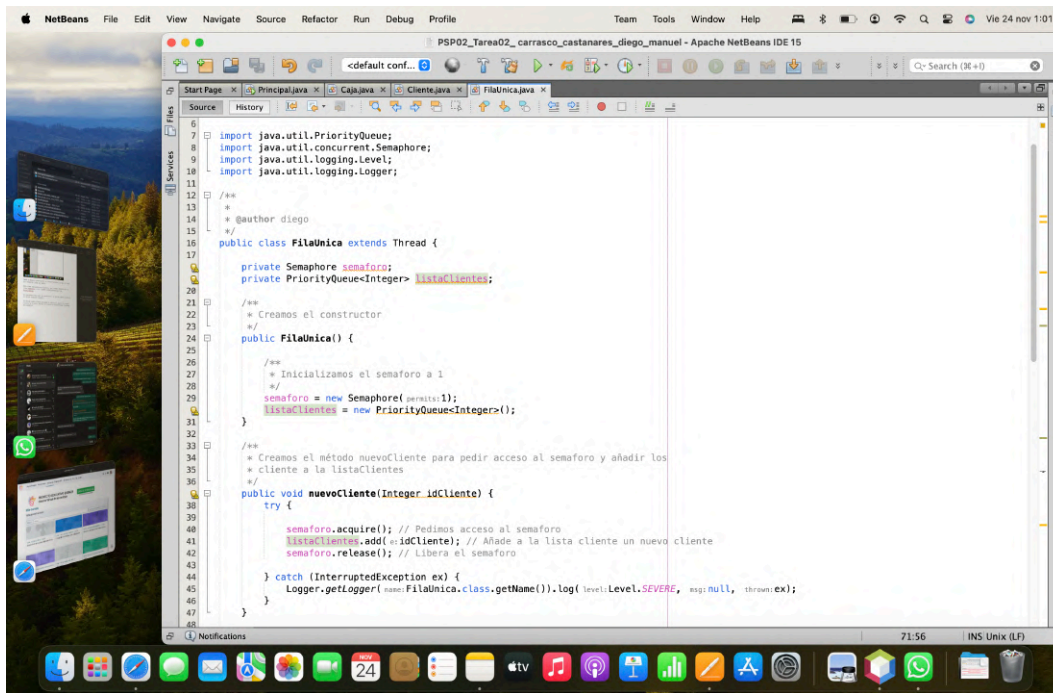 NetBeans File Edit View Navigate Source Refactor Run Debug Profile Team Tools Window Help Vie 24 nov 1:01
PSP02_Tarea02_ carrasco_castanares_diego_manuel - Apache NetBeans IDE 15
<default conf... Search (⌘+I)
Start Page Principal.java Caja.java Cliente.java FilaUnica.java
Source History
Files
Services
6
7 import java.util.PriorityQueue;
8 import java.util.concurrent.Semaphore;
9 import java.util.logging.Level;
10 import java.util.logging.Logger;
11
12 /**
13 *
14 * @author diego
15 */
16 public class FilaUnica extends Thread {
17
private Semaphore semaforo;
private PriorityQueue<Integer> listaClientes;
20
21 /**
22 * Creamos el constructor
23 */
24 public FilaUnica() {
25
26 /**
27 * Inicializamos el semaforo a 1
28 */
29 semaforo = new Semaphore( permits: 1);
listaClientes = new PriorityQueue<Integer>();
31 }
32
33 /**
34 * Creamos el método nuevoCliente para pedir acceso al semaforo y añadir los
35 * cliente a la listaClientes
36 */
public void nuevoCliente(Integer idCliente) {
38 try {
39
40 semaforo.acquire(); // Pedimos acceso al semaforo
41 listaClientes.add( e: idCliente); // Añade a la lista cliente un nuevo cliente
42 semaforo.release(); // Libera el semaforo
43
44 } catch (InterruptedException ex) {
45 Logger.getLogger( name: FilaUnica.class.getName()).log( level: Level.SEVERE, msg: null, thrown: ex);
46 }
47 }
48
Notifications 71:56 INS Unix (LF)
NOV
24
tv